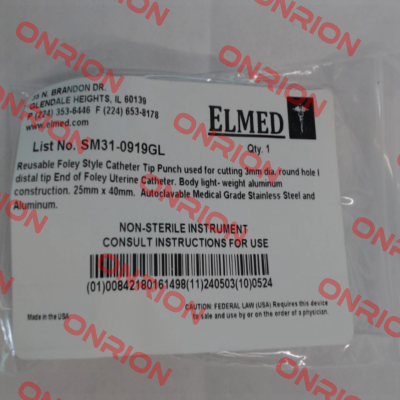 N. BRANDON DR.
GLENDALE HEIGHTS, IL 60139
P (224) 353-6446 F (224) 653-8178
www.elmed.com
ELMED
List No. SM31-0919GL
Qty. 1
Reusable Foley Style Catheter Tip Punch used for cutting 3mm dia. round hole
distal tip End of Foley Uterine Catheter. Body light- weight aluminum
construction. 25mm x 40mm. Autoclavable Medical Grade Stainless Steel and
Aluminum.
NON-STERILE INSTRUMENT
CONSULT INSTRUCTIONS FOR USE
(01)00842180161498(11)240503(10)0524
Made in the USA
CAUTION: FEDERAL LAW (USA) Requires this device
to sale and use by or on the order of a physician.
ONRION
ONRION
ONRION
ONRION
ONRION
ONRION
ONRION
ONRION